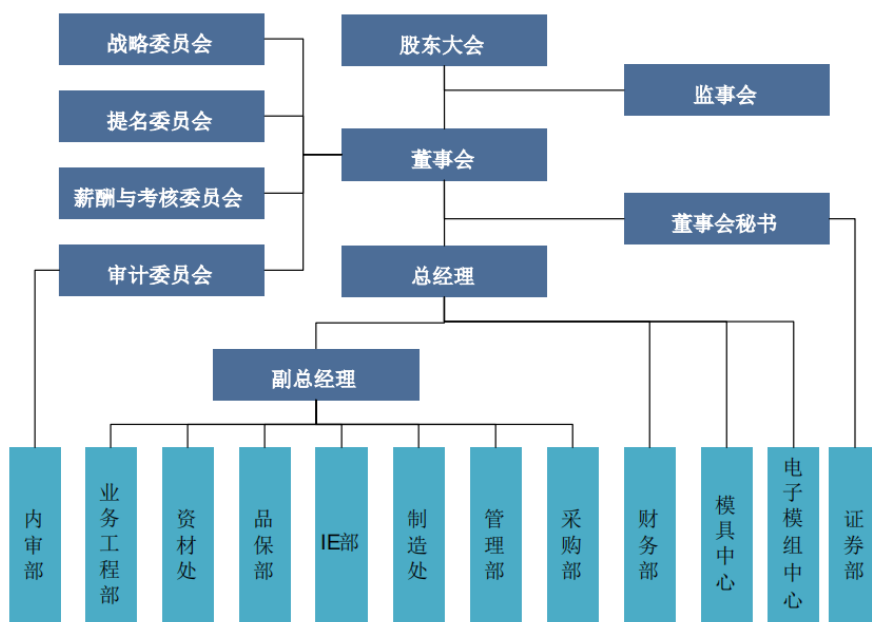 战略委员会
股东大会
监事会
提名委员会
董事会
薪酬与考核委员会
董事会秘书
审计委员会
总经理
副总经理
内审部
业务工程部
资材处
品保部
IE部
制造处
管理部
采购部
财务部
模具中心
电子模组中心
证券部